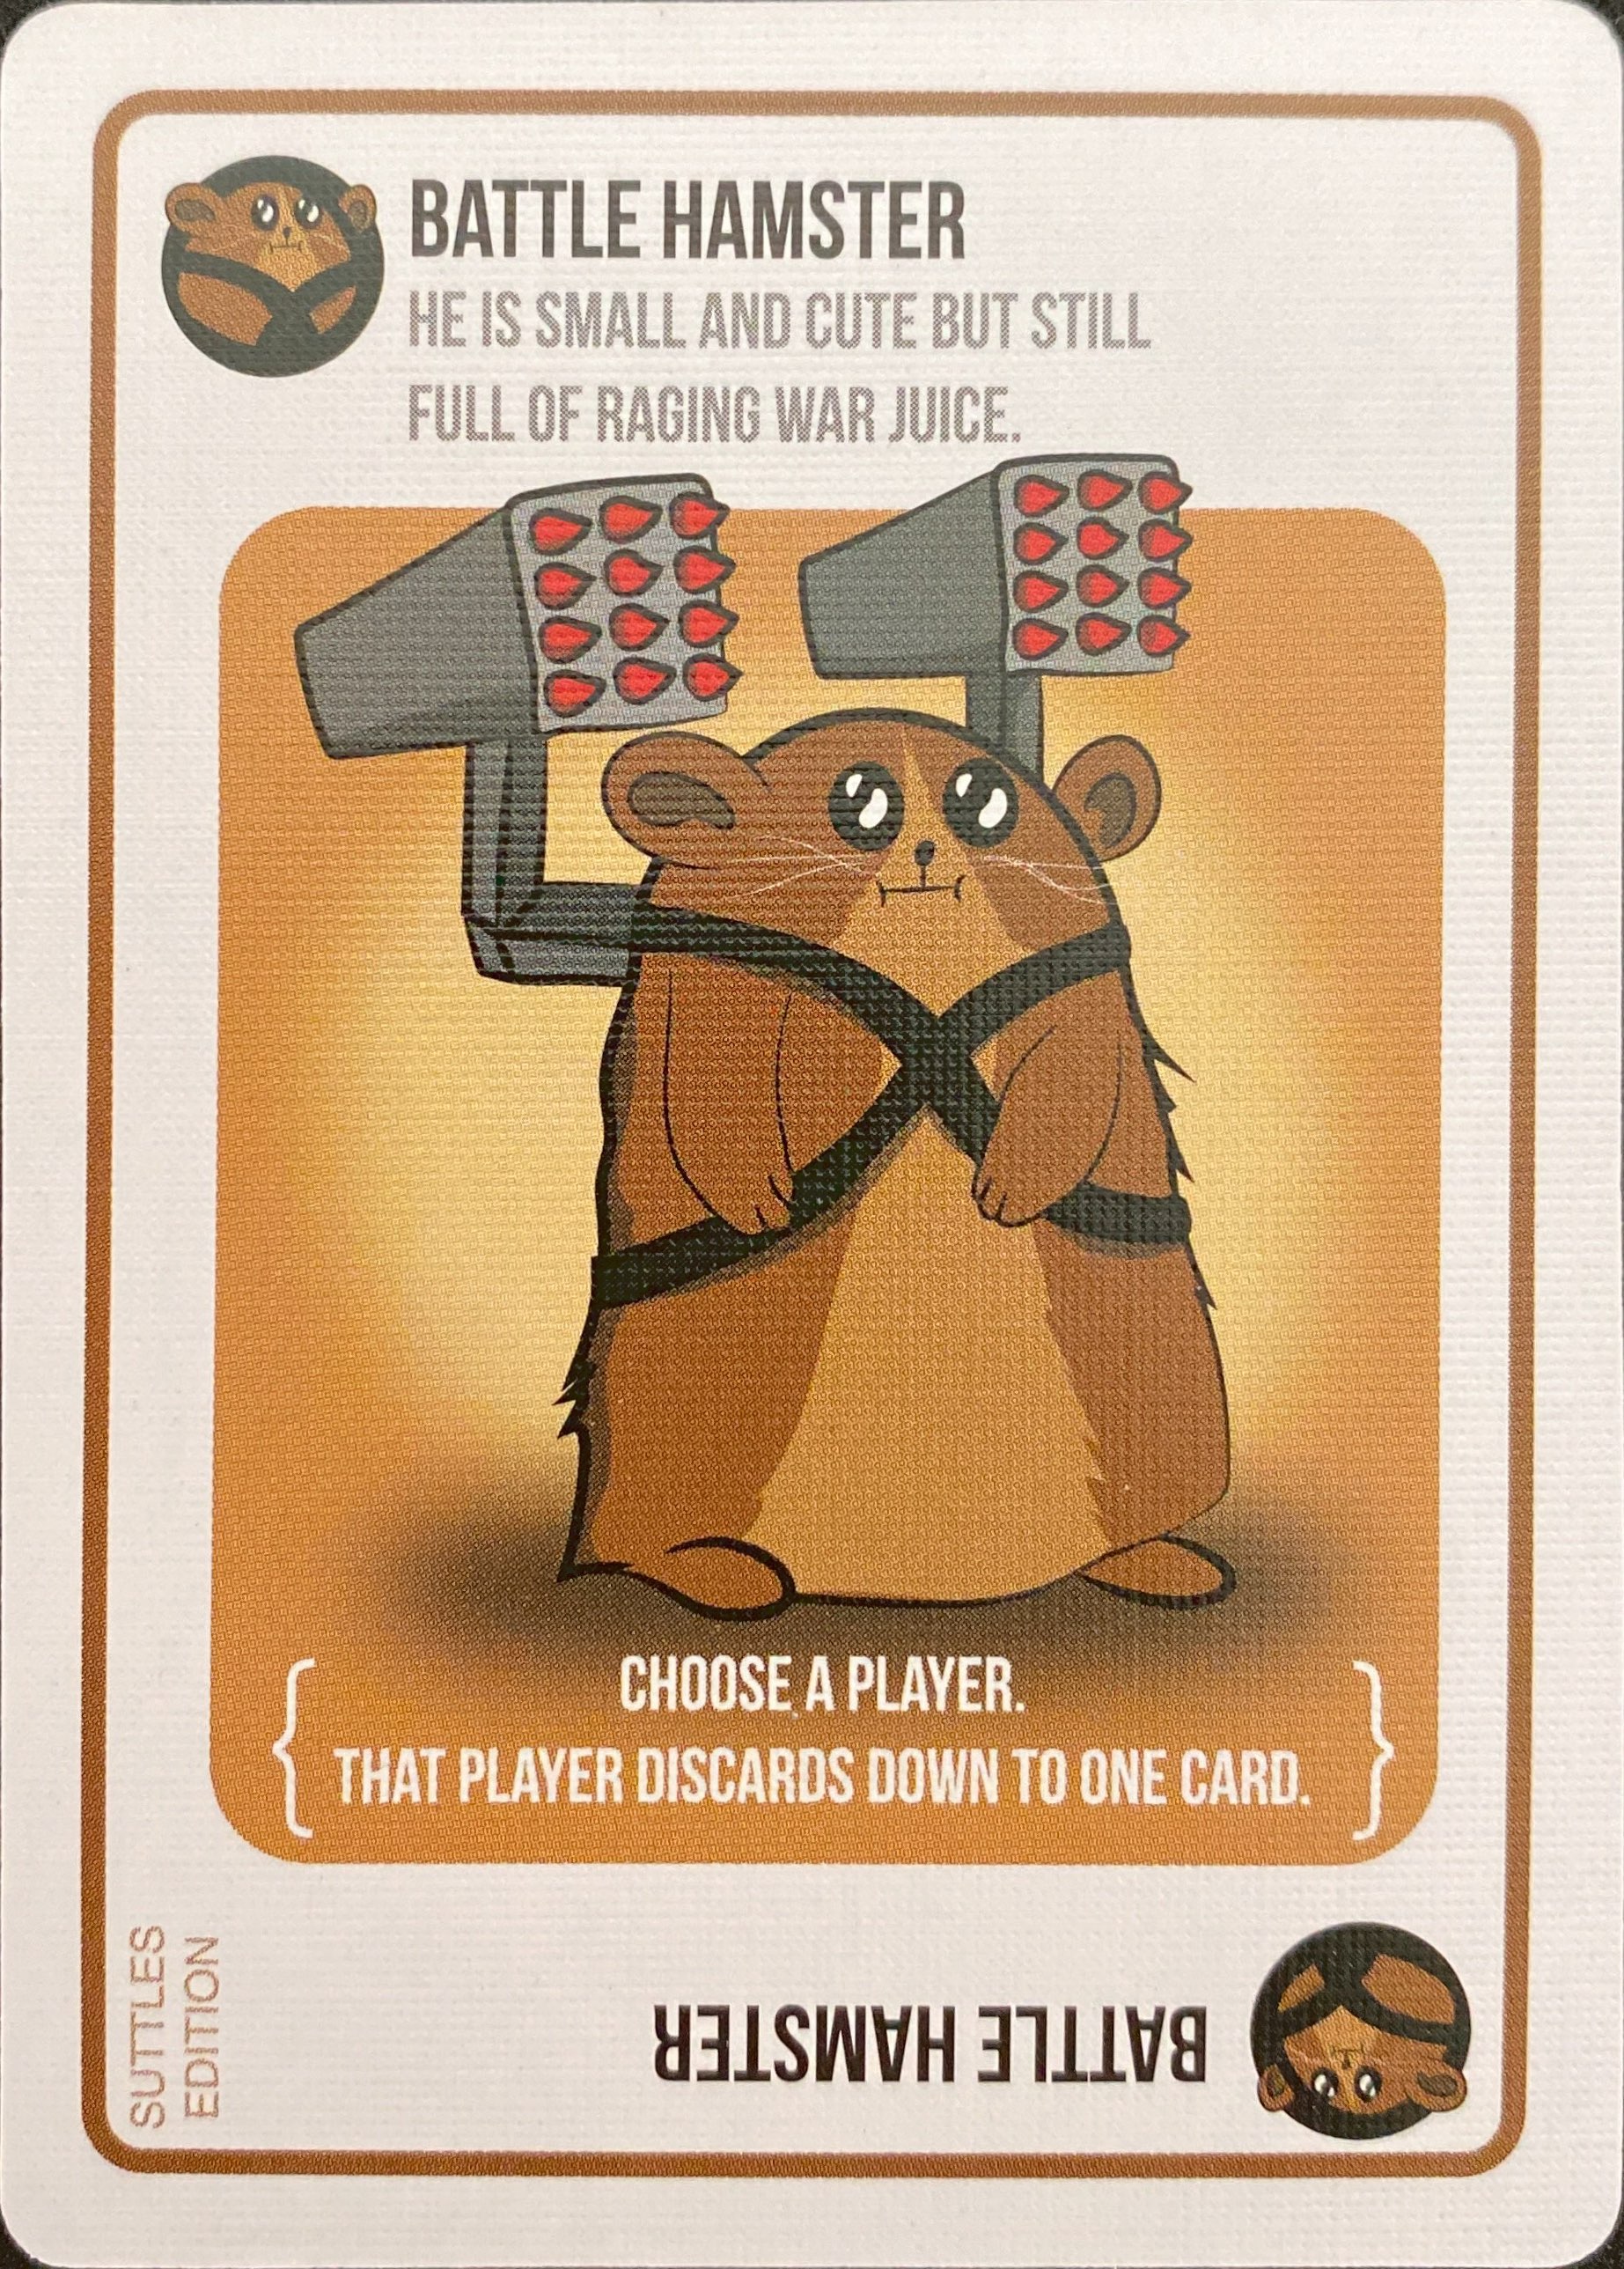 BATTLE HAMSTER
HE IS SMALL AND CUTE BUT STILL
FULL OF RAGING WAR JUICE.
CHOOSE A PLAYER.
THAT PLAYER DISCARDS DOWN TO ONE CARD.
SUTTLES
EDITION
BATTLE HAMSTER